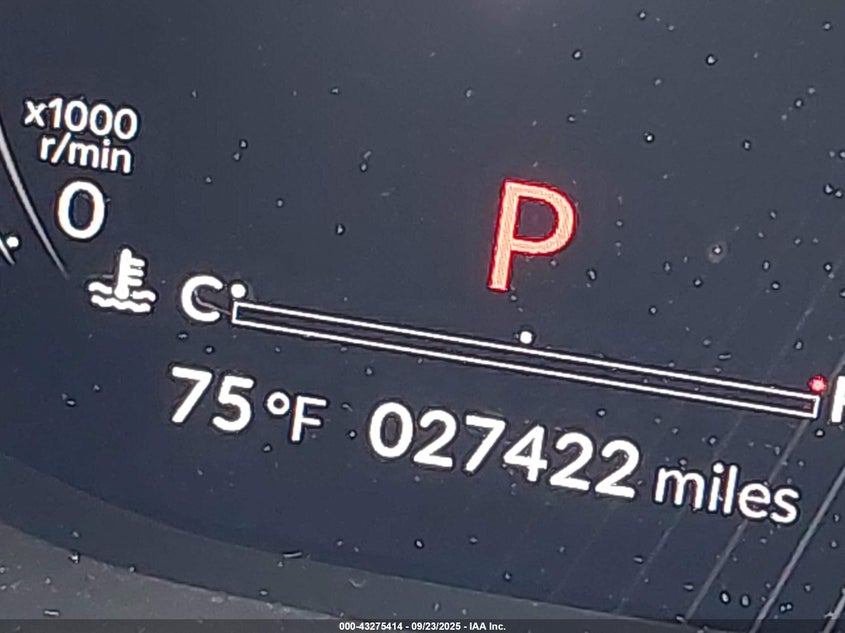 x1000
r/min
0
P
C
75°F 027422 miles
000-43275414 - 09/23/2025 - IAA Inc.